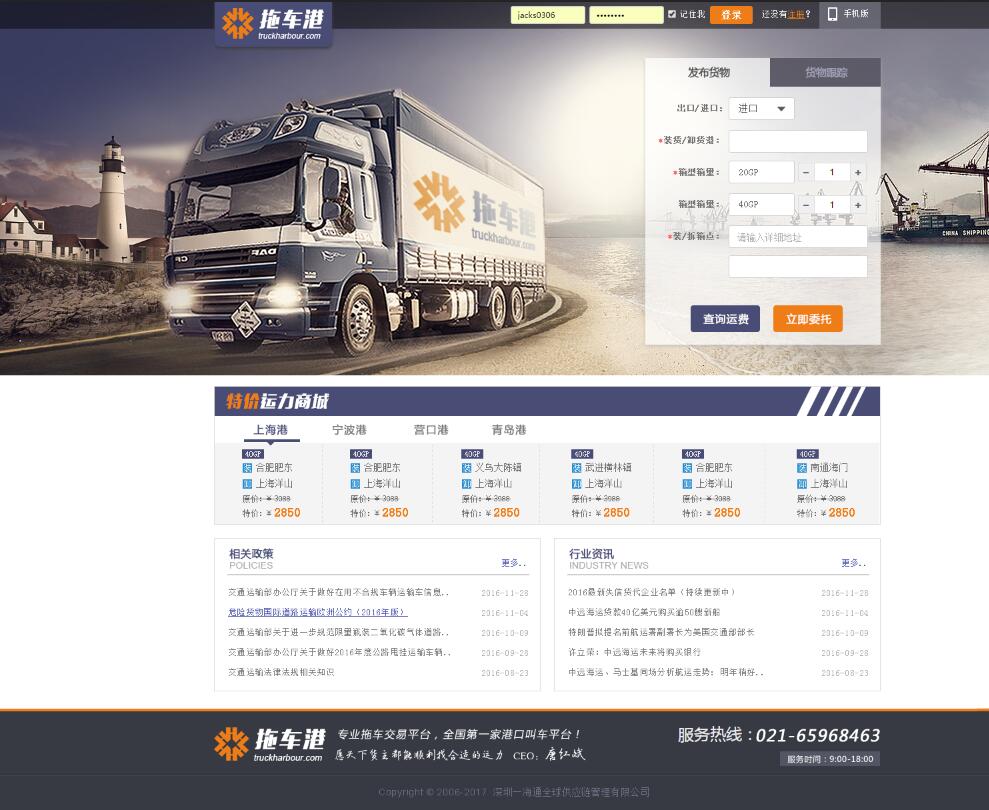 拖车港
truckharbour.com
jacks0306
••••••••
记住我
登录
还没有注册?
手机版
发布货物
货物跟踪
出口/进口:
进口
*装货/卸货港:
*箱型箱量:
20GP
− 1 +
箱型箱量:
40GP
− 1 +
*装/拆箱点:
请输入详细地址
查询运费
立即委托
拖车港
truckharbour.com
CHINA SHIPPING
特价运力商城
上海港
宁波港
营口港
青岛港
40GP
装 合肥肥东
卸 上海洋山
原价: ¥ 3988
特价: ¥ 2850
40GP
装 合肥肥东
卸 上海洋山
原价: ¥ 3988
特价: ¥ 2850
40GP
装 义乌大陈镇
卸 上海洋山
原价: ¥ 3988
特价: ¥ 2850
40GP
装 武进横林镇
卸 上海洋山
原价: ¥ 3988
特价: ¥ 2850
40GP
装 合肥肥东
卸 上海洋山
原价: ¥ 3988
特价: ¥ 2850
40GP
装 南通海门
卸 上海洋山
原价: ¥ 3988
特价: ¥ 2850
相关政策
POLICIES
更多..
交通运输部办公厅关于做好在用不合规车辆运输车信息.. 2016-11-28
危险货物国际道路运输欧洲公约(2016年版) 2016-11-04
交通运输部关于进一步规范限量瓶装二氧化碳气体道路.. 2016-10-09
交通运输部办公厅关于做好2016年度公路甩挂运输车辆.. 2016-09-28
交通运输法律法规相关知识 2016-08-23
行业资讯
INDUSTRY NEWS
更多..
2016最新失信货代企业名单(持续更新中) 2016-11-28
中远海运贷款40亿美元购买逾50艘新船 2016-11-04
特朗普拟提名前航运署副署长为美国交通部部长 2016-10-09
许立荣:中远海运未来将购买银行 2016-09-28
中远海运、马士基同场分析航运走势:明年稍好.. 2016-08-23
拖车港
truckharbour.com
专业拖车交易平台,全国第一家港口叫车平台!
愿天下货主都能顺利找合适的运力 CEO:唐红斌
服务热线:021-65968463
服务时间:9:00-18:00
Copyright © 2006-2017 深圳一海通全球供应链管理有限公司